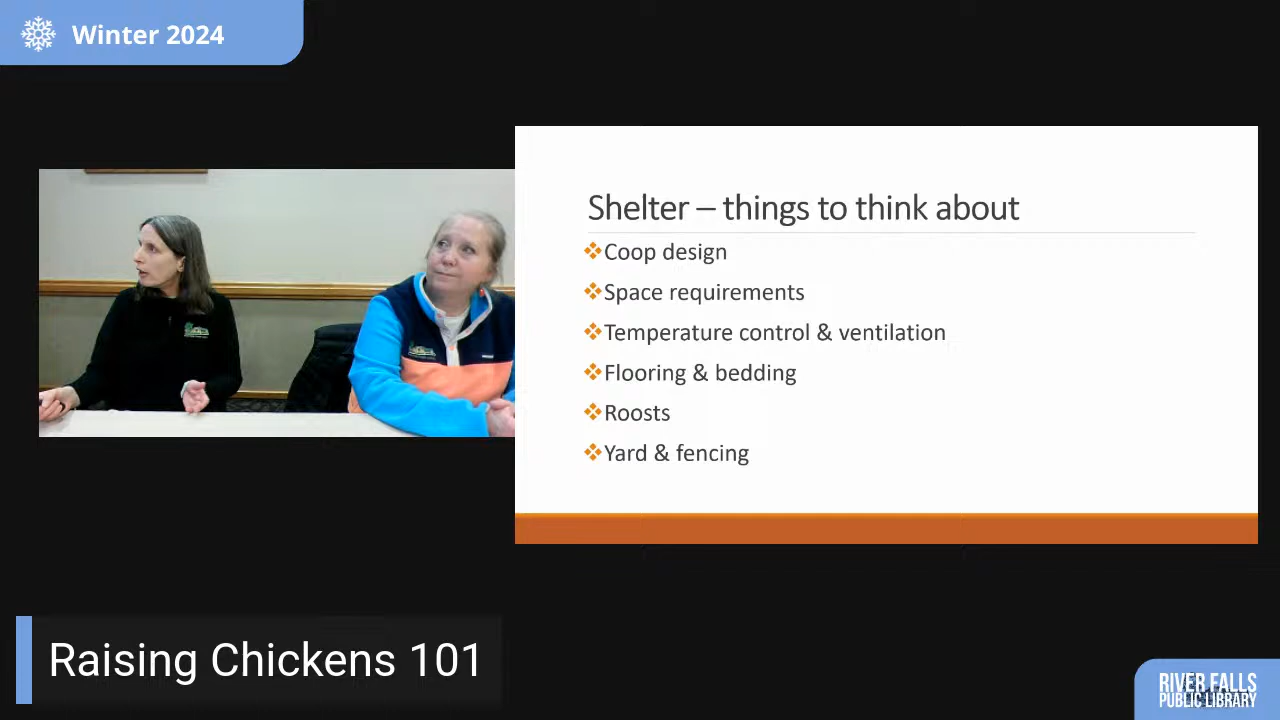 Winter 2024
Shelter – things to think about
Coop design
Space requirements
Temperature control & ventilation
Flooring & bedding
Roosts
Yard & fencing
Raising Chickens 101
RIVER FALLS
PUBLIC LIBRARY